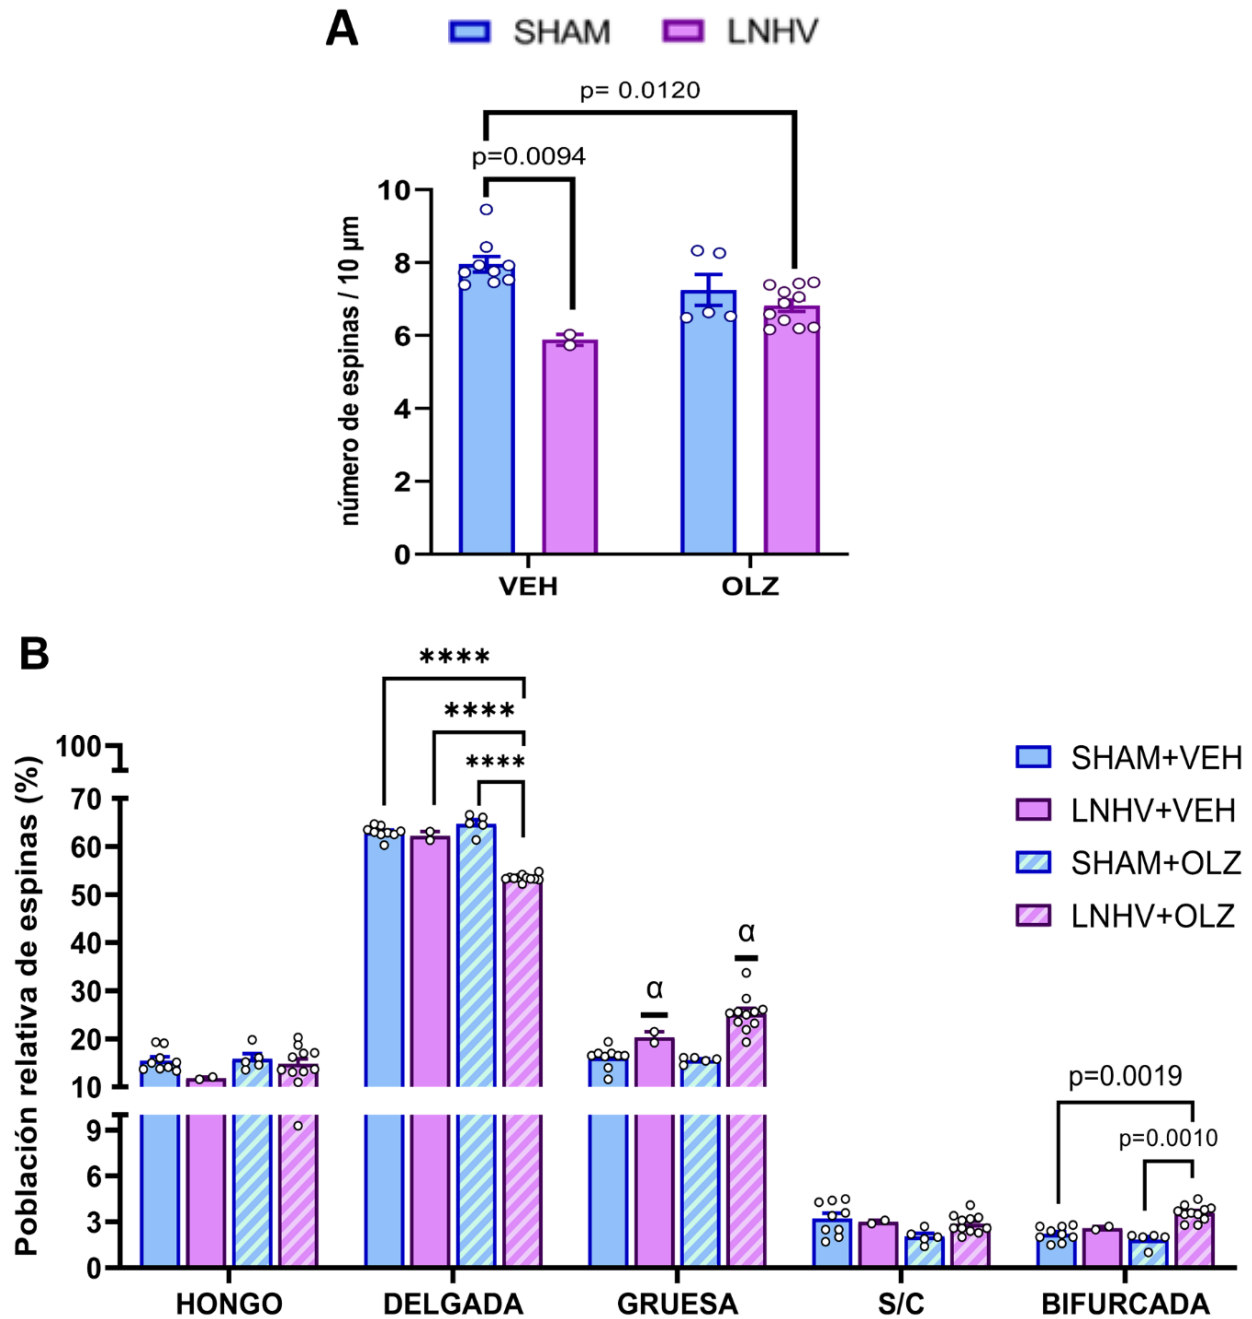 A
SHAM LNHV
p= 0.0120
p=0.0094
número de espinas / 10 µm
10
8
6
4
2
0
VEH OLZ
B
Población relativa de espinas (%)
100
70
60
50
40
30
20
10
9
6
3
0
****
****
****
α
α
p=0.0019
p=0.0010
SHAM+VEH
LNHV+VEH
SHAM+OLZ
LNHV+OLZ
HONGO DELGADA GRUESA S/C BIFURCADA